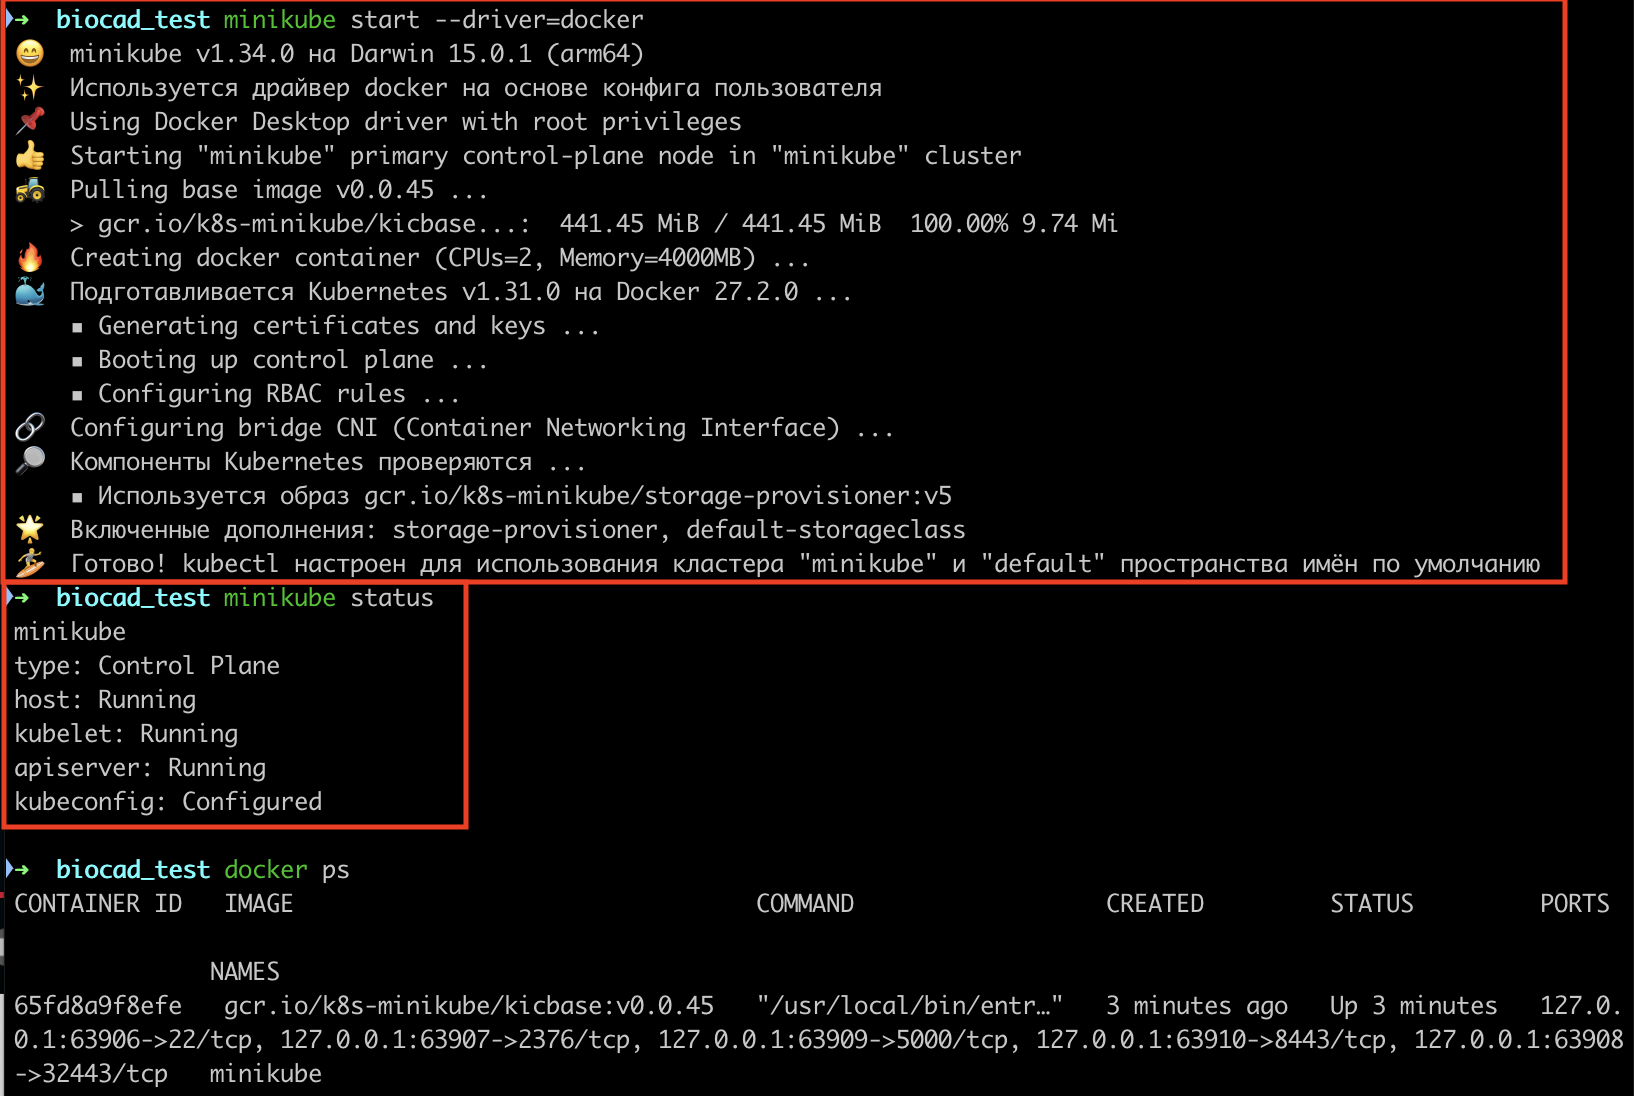 ➜ biocad_test minikube start --driver=docker
😄 minikube v1.34.0 на Darwin 15.0.1 (arm64)
✨ Используется драйвер docker на основе конфига пользователя
📌 Using Docker Desktop driver with root privileges
👍 Starting "minikube" primary control-plane node in "minikube" cluster
🚜 Pulling base image v0.0.45 ...
> gcr.io/k8s-minikube/kicbase...: 441.45 MiB / 441.45 MiB 100.00% 9.74 Mi
🔥 Creating docker container (CPUs=2, Memory=4000MB) ...
🐳 Подготавливается Kubernetes v1.31.0 на Docker 27.2.0 ...
▪ Generating certificates and keys ...
▪ Booting up control plane ...
▪ Configuring RBAC rules ...
🔗 Configuring bridge CNI (Container Networking Interface) ...
🔎 Компоненты Kubernetes проверяются ...
▪ Используется образ gcr.io/k8s-minikube/storage-provisioner:v5
🌟 Включенные дополнения: storage-provisioner, default-storageclass
🏄 Готово! kubectl настроен для использования кластера "minikube" и "default" пространства имён по умолчанию
➜ biocad_test minikube status
minikube
type: Control Plane
host: Running
kubelet: Running
apiserver: Running
kubeconfig: Configured
➜ biocad_test docker ps
CONTAINER ID IMAGE COMMAND CREATED STATUS PORTS
NAMES
65fd8a9f8efe gcr.io/k8s-minikube/kicbase:v0.0.45 "/usr/local/bin/entr…" 3 minutes ago Up 3 minutes 127.0.
0.1:63906->22/tcp, 127.0.0.1:63907->2376/tcp, 127.0.0.1:63909->5000/tcp, 127.0.0.1:63910->8443/tcp, 127.0.0.1:63908
->32443/tcp minikube